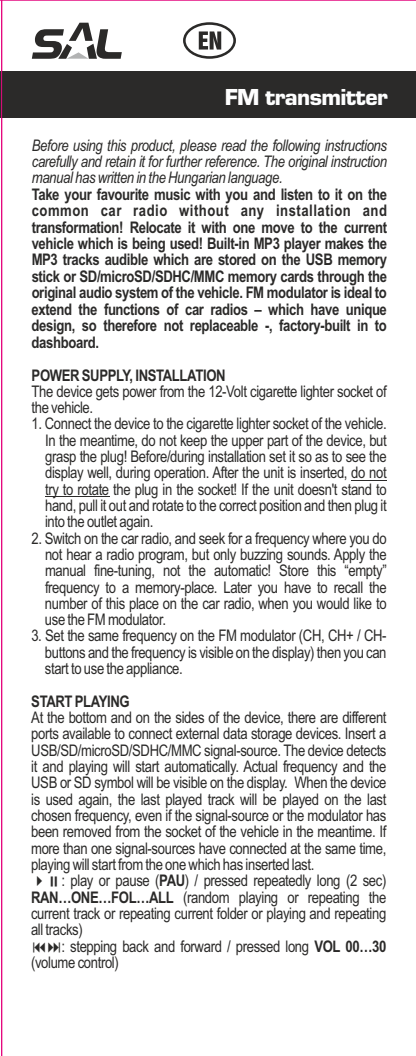 SAL
EN
FM transmitter
Before using this product, please read the following instructions
carefully and retain it for further reference. The original instruction
manual has written in the Hungarian language.
Take your favourite music with you and listen to it on the
common car radio without any installation and
transformation! Relocate it with one move to the current
vehicle which is being used! Built-in MP3 player makes the
MP3 tracks audible which are stored on the USB memory
stick or SD/microSD/SDHC/MMC memory cards through the
original audio system of the vehicle. FM modulator is ideal to
extend the functions of car radios – which have unique
design, so therefore not replaceable -, factory-built in to
dashboard.
POWER SUPPLY, INSTALLATION
The device gets power from the 12-Volt cigarette lighter socket of
the vehicle.
1. Connect the device to the cigarette lighter socket of the vehicle.
In the meantime, do not keep the upper part of the device, but
grasp the plug! Before/during installation set it so as to see the
display well, during operation. After the unit is inserted, do not
try to rotate the plug in the socket! If the unit doesn't stand to
hand, pull it out and rotate to the correct position and then plug it
into the outlet again.
2. Switch on the car radio, and seek for a frequency where you do
not hear a radio program, but only buzzing sounds. Apply the
manual fine-tuning, not the automatic! Store this “empty”
frequency to a memory-place. Later you have to recall the
number of this place on the car radio, when you would like to
use the FM modulator.
3. Set the same frequency on the FM modulator (CH, CH+ / CH-
buttons and the frequency is visible on the display) then you can
start to use the appliance.
START PLAYING
At the bottom and on the sides of the device, there are different
ports available to connect external data storage devices. Insert a
USB/SD/microSD/SDHC/MMC signal-source. The device detects
it and playing will start automatically. Actual frequency and the
USB or SD symbol will be visible on the display. When the device
is used again, the last played track will be played on the last
chosen frequency, even if the signal-source or the modulator has
been removed from the socket of the vehicle in the meantime. If
more than one signal-sources have connected at the same time,
playing will start from the one which has inserted last.
⏵⏸: play or pause (PAU) / pressed repeatedly long (2 sec)
RAN…ONE…FOL…ALL (random playing or repeating the
current track or repeating current folder or playing and repeating
all tracks)
⏮⏭: stepping back and forward / pressed long VOL 00…30
(volume control)